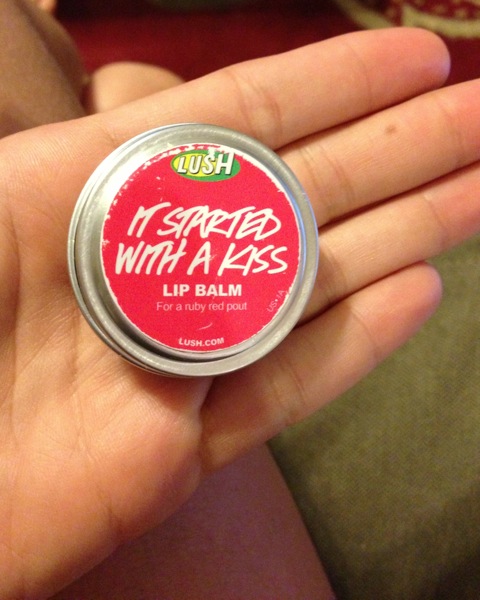 LUSH
IT STARTED
WITH A KISS
LIP BALM
For a ruby red pout
LUSH.COM